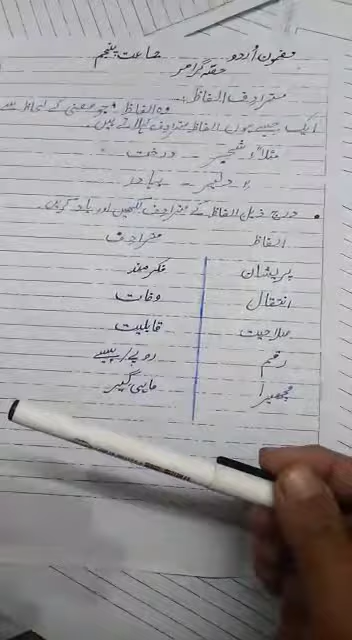 مضمون اُردو جماعت پنجم
حصہ گرامر
مترادف الفاظ:
وہ الفاظ جو معنی کے لحاظ سے
ایک جیسے ہوں الفاظ مترادف کہلاتے ہیں۔
مثلاً شجر - درخت
دلیر - بہادر
درج ذیل الفاظ کے مترادف لکھیں اور یاد کریں۔
الفاظ مترادف
پریشان فکر مند
انتقال وفات
صلاحیت قابلیت
رقم روپے/پیسے
مچھیرا ماہی گیر